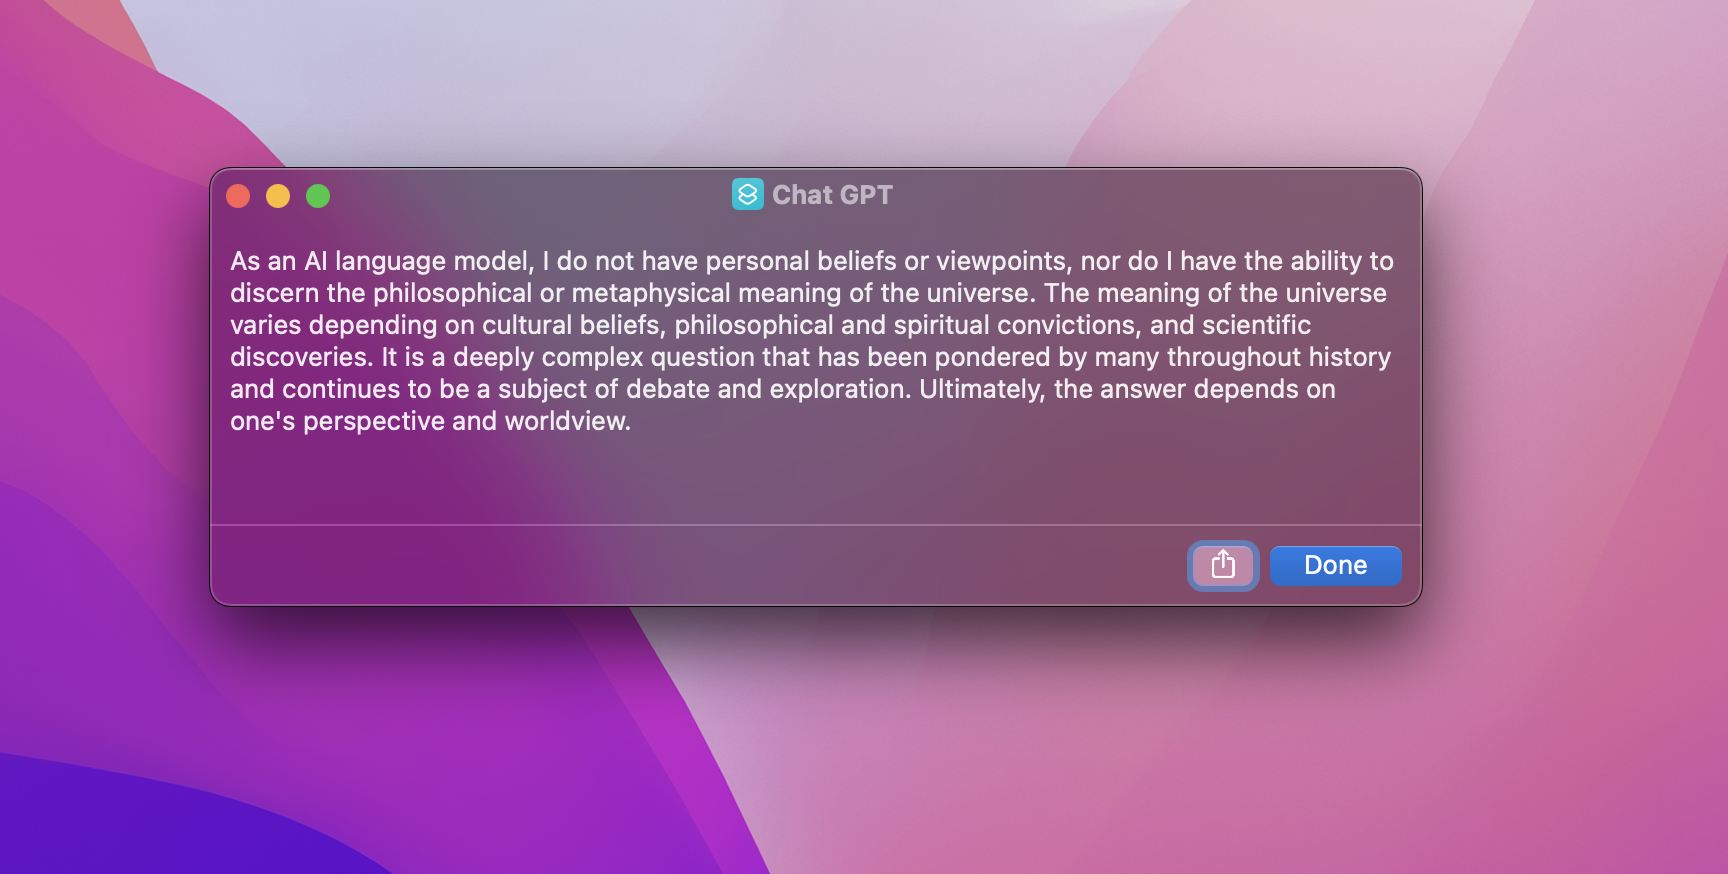 Chat GPT
As an AI language model, I do not have personal beliefs or viewpoints, nor do I have the ability to
discern the philosophical or metaphysical meaning of the universe. The meaning of the universe
varies depending on cultural beliefs, philosophical and spiritual convictions, and scientific
discoveries. It is a deeply complex question that has been pondered by many throughout history
and continues to be a subject of debate and exploration. Ultimately, the answer depends on
one's perspective and worldview.
Done